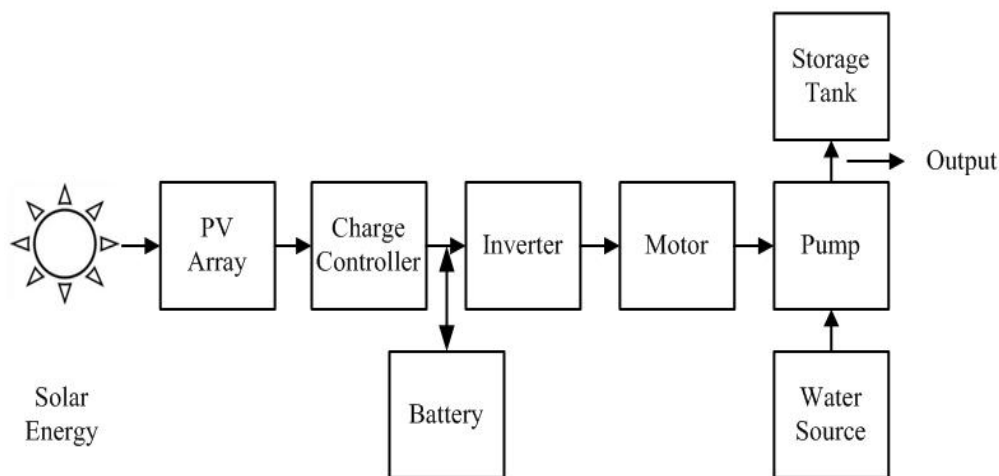 Storage
Tank
Output
PV
Array
Charge
Controller
Inverter
Motor
Pump
Solar
Energy
Battery
Water
Source